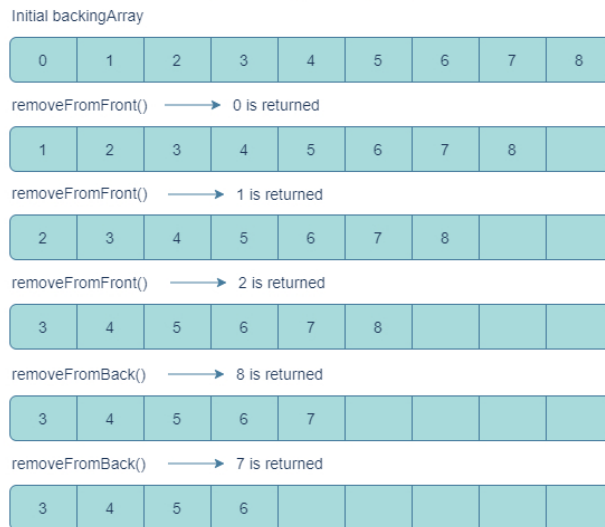 Initial backingArray
0 1 2 3 4 5 6 7 8
removeFromFront() 0 is returned
1 2 3 4 5 6 7 8
removeFromFront() 1 is returned
2 3 4 5 6 7 8
removeFromFront() 2 is returned
3 4 5 6 7 8
removeFromBack() 8 is returned
3 4 5 6 7
removeFromBack() 7 is returned
3 4 5 6